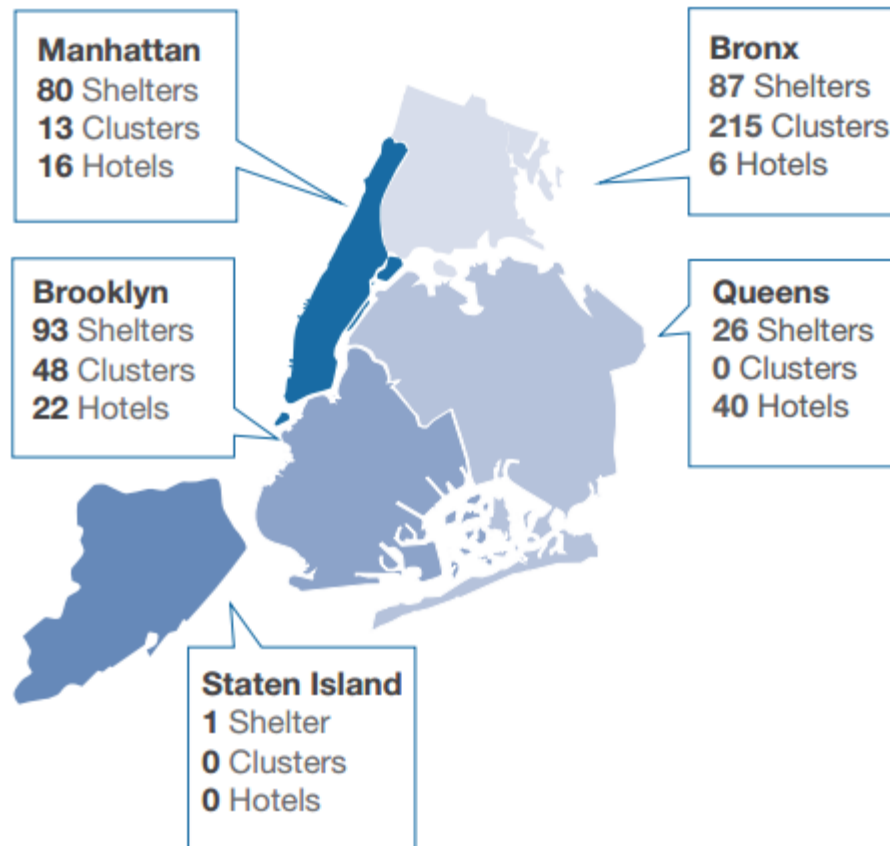 Manhattan
80 Shelters
13 Clusters
16 Hotels
Bronx
87 Shelters
215 Clusters
6 Hotels
Brooklyn
93 Shelters
48 Clusters
22 Hotels
Queens
26 Shelters
0 Clusters
40 Hotels
Staten Island
1 Shelter
0 Clusters
0 Hotels